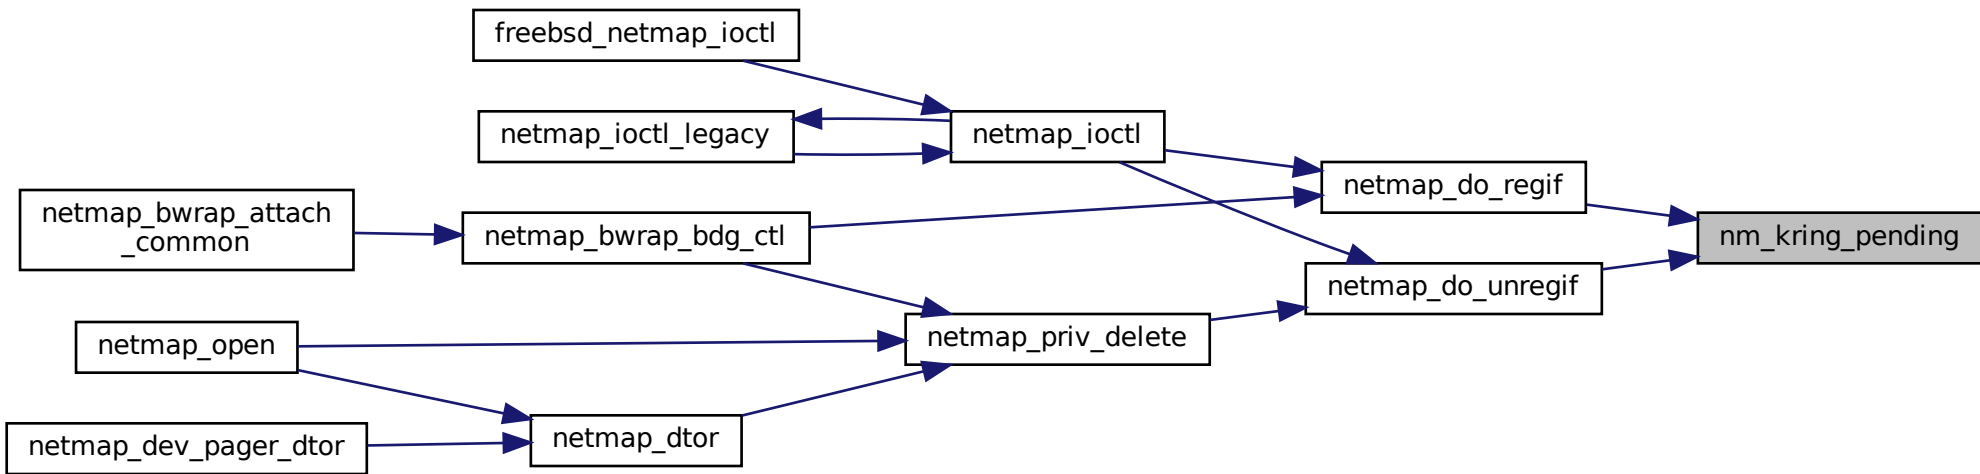 freebsd_netmap_ioctl
netmap_ioctl_legacy
netmap_ioctl
netmap_do_regif
netmap_bwrap_attach
_common
netmap_bwrap_bdg_ctl
nm_kring_pending
netmap_do_unregif
netmap_open
netmap_priv_delete
netmap_dev_pager_dtor
netmap_dtor